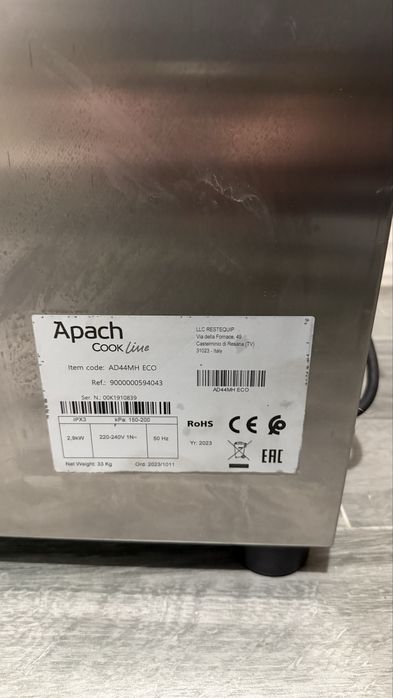 Apach
COOK Line
LLC RESTEQUIP
Via della Fornace, 49
Castelminio di Resana (TV)
31023 - Italy
Item code: AD44MH ECO
Ref.: 9000000594043
AD44MH ECO
Ser. N.: 00K1910839
IPX3 kPa: 150-200
2,9kW 220-240V 1N~ 50 Hz
RoHS CE
Yr. 2023
EAC
Net Weight: 33 Kg Ord: 2023/1011